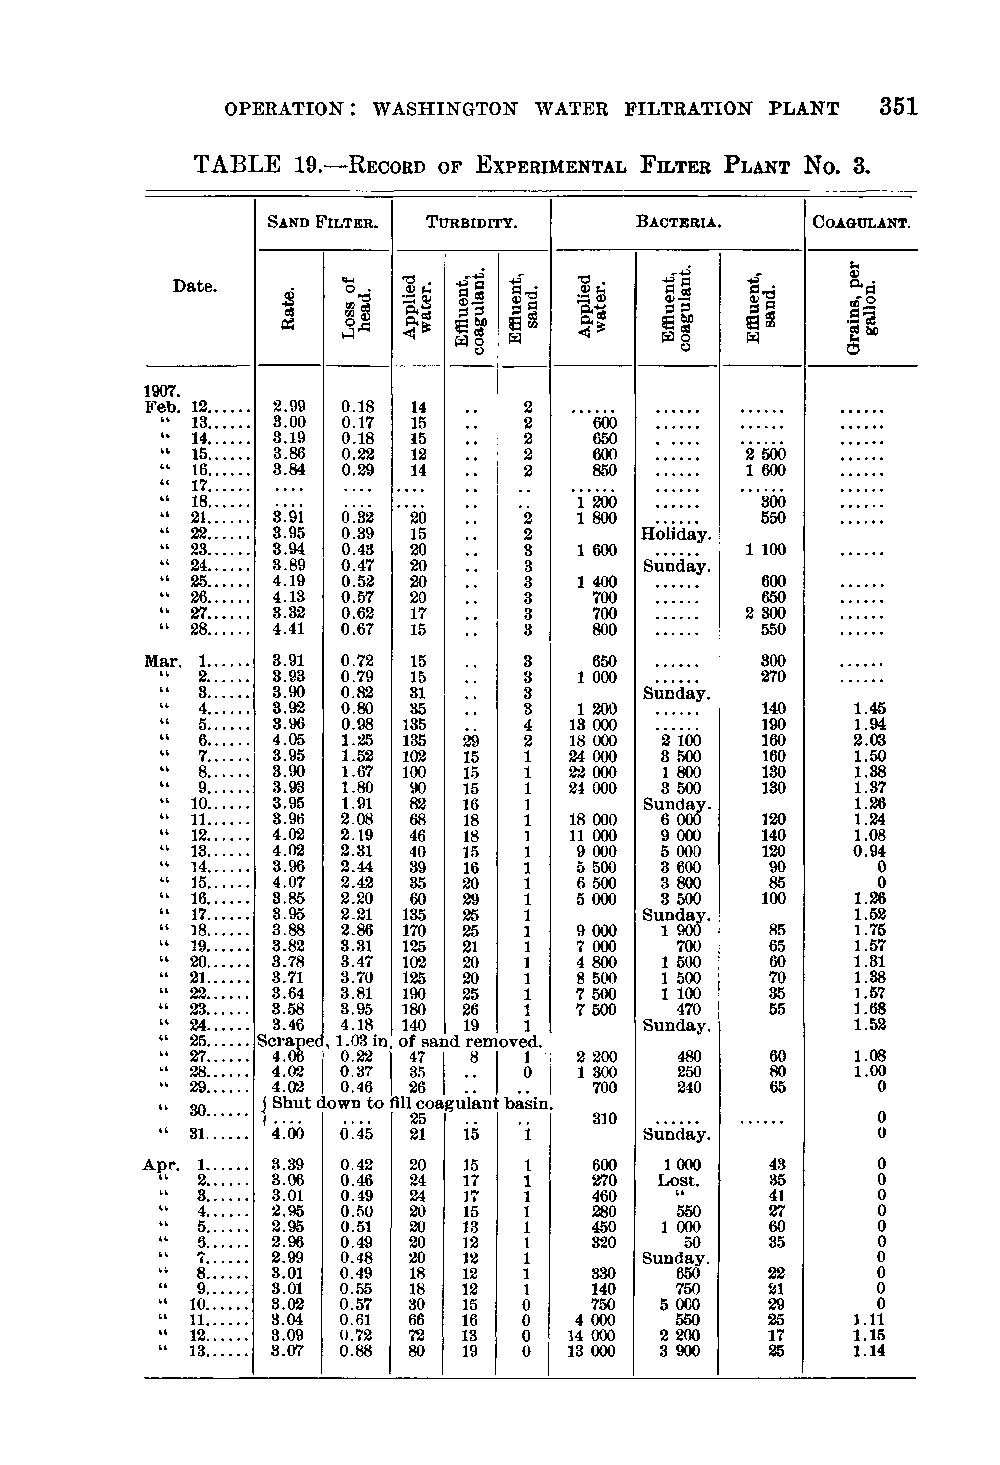 OPERATION: WASHINGTON WATER FILTRATION PLANT 351
TABLE 19.—Record of Experimental Filter Plant No. 3.
Date. Sand Filter. Turbidity. Bacteria. Coagulant.
Rate. Loss of head. Applied water. Effluent, coagulant. Effluent, sand. Applied water. Effluent, coagulant. Effluent, sand. Grains, per gallon.
1907.
Feb. 12...... 2.99 0.18 14 .. 2 ...... ...... ...... ......
" 13...... 3.00 0.17 15 .. 2 600 ...... ...... ......
" 14...... 3.19 0.18 15 .. 2 650 ...... ...... ......
" 15...... 3.86 0.22 12 .. 2 600 ...... 2 500 ......
" 16...... 3.84 0.29 14 .. 2 850 ...... 1 600 ......
" 17...... .... .... .... .. .. ...... ...... ...... ......
" 18...... .... .... .... .. .. 1 200 ...... 300 ......
" 21...... 3.91 0.32 20 .. 2 1 800 ...... 550 ......
" 22...... 3.95 0.39 15 .. 2 Holiday.
" 23...... 3.94 0.43 20 .. 3 1 600 ...... 1 100 ......
" 24...... 3.89 0.47 20 .. 3 Sunday.
" 25...... 4.19 0.52 20 .. 3 1 400 ...... 600 ......
" 26...... 4.13 0.57 20 .. 3 700 ...... 650 ......
" 27...... 3.32 0.62 17 .. 3 700 ...... 2 300 ......
" 28...... 4.41 0.67 15 .. 3 800 ...... 550 ......
Mar. 1...... 3.91 0.72 15 .. 3 650 ...... 300 ......
" 2...... 3.93 0.79 15 .. 3 1 000 ...... 270 ......
" 3...... 3.90 0.82 31 .. 3 Sunday.
" 4...... 3.92 0.80 35 .. 3 1 200 ...... 140 1.45
" 5...... 3.96 0.98 135 .. 4 13 000 ...... 190 1.94
" 6...... 4.05 1.25 135 29 2 18 000 2 100 160 2.03
" 7...... 3.95 1.52 102 15 1 24 000 3 500 160 1.50
" 8...... 3.90 1.67 100 15 1 22 000 1 800 130 1.38
" 9...... 3.93 1.80 90 15 1 24 000 3 500 130 1.37
" 10...... 3.95 1.91 82 16 1 Sunday. 1.26
" 11...... 3.96 2.08 68 18 1 18 000 6 000 120 1.24
" 12...... 4.02 2.19 46 18 1 11 000 9 000 140 1.08
" 13...... 4.02 2.31 40 15 1 9 000 5 000 120 0.94
" 14...... 3.96 2.44 39 16 1 5 500 3 600 90 0
" 15...... 4.07 2.42 35 20 1 6 500 3 800 85 0
" 16...... 3.85 2.20 60 29 1 5 000 3 500 100 1.26
" 17...... 3.95 2.21 135 25 1 Sunday. 1.52
" 18...... 3.88 2.86 170 25 1 9 000 1 900 85 1.75
" 19...... 3.82 3.31 125 21 1 7 000 700 65 1.57
" 20...... 3.78 3.47 102 20 1 4 800 1 500 60 1.31
" 21...... 3.71 3.70 125 20 1 8 500 1 500 70 1.38
" 22...... 3.64 3.81 190 25 1 7 500 1 100 35 1.57
" 23...... 3.58 3.95 180 26 1 7 500 470 55 1.68
" 24...... 3.46 4.18 140 19 1 Sunday. 1.52
" 25...... Scraped, 1.03 in. of sand removed.
" 27...... 4.06 0.22 47 8 1 2 200 480 60 1.08
" 28...... 4.02 0.37 35 .. 0 1 300 250 80 1.00
" 29...... 4.02 0.46 26 .. .. 700 240 65 0
" 30...... { Shut down to fill coagulant basin.
.... .... 25 .. .. 310 ...... ...... 0
" 31...... 4.00 0.45 21 15 1 Sunday. 0
Apr. 1...... 3.39 0.42 20 15 1 600 1 000 43 0
" 2...... 3.06 0.46 24 17 1 270 Lost. 35 0
" 3...... 3.01 0.49 24 17 1 460 " 41 0
" 4...... 2.95 0.50 20 15 1 280 550 27 0
" 5...... 2.95 0.51 20 13 1 450 1 000 60 0
" 6...... 2.96 0.49 20 12 1 320 50 35 0
" 7...... 2.99 0.48 20 12 1 Sunday. 0
" 8...... 3.01 0.49 18 12 1 330 650 22 0
" 9...... 3.01 0.55 18 12 1 140 750 21 0
" 10...... 3.02 0.57 30 15 0 750 5 000 29 0
" 11...... 3.04 0.61 66 16 0 4 000 550 25 1.11
" 12...... 3.09 0.72 72 13 0 14 000 2 200 17 1.15
" 13...... 3.07 0.88 80 19 0 13 000 3 900 25 1.14